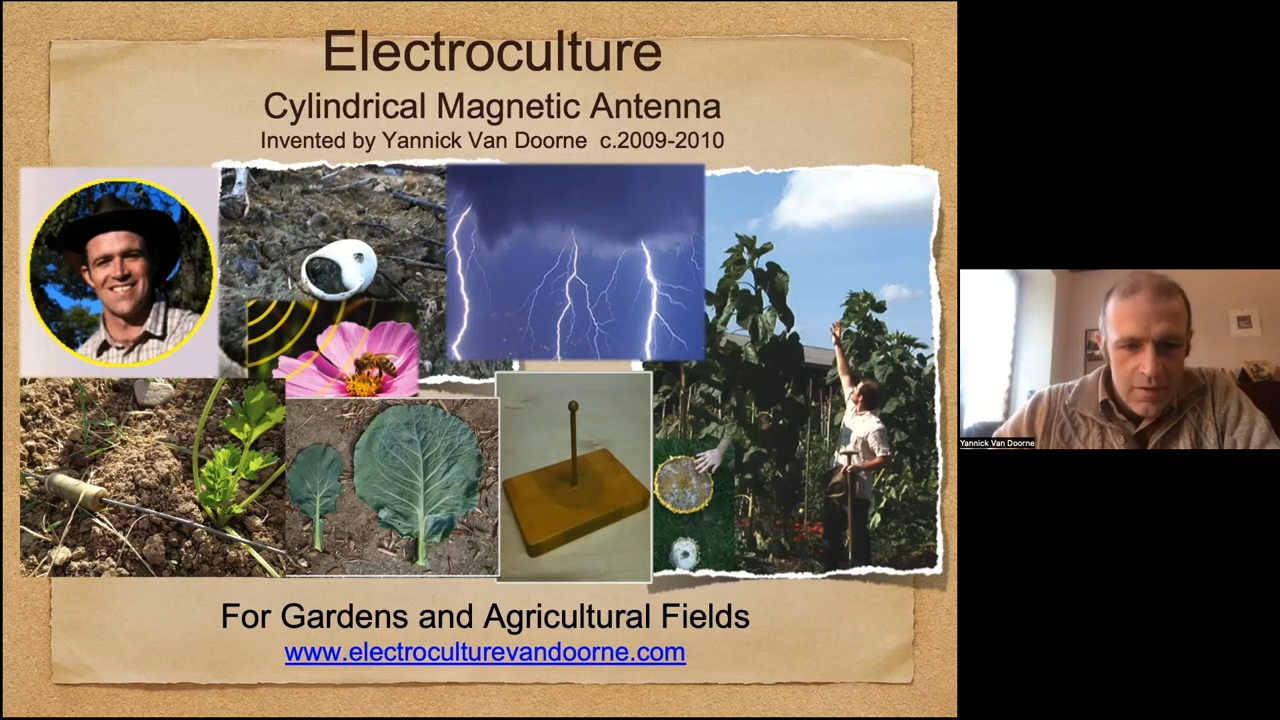 Electroculture
Cylindrical Magnetic Antenna
Invented by Yannick Van Doorne c.2009-2010
For Gardens and Agricultural Fields
www.electroculturevandoorne.com
Yannick Van Doorne